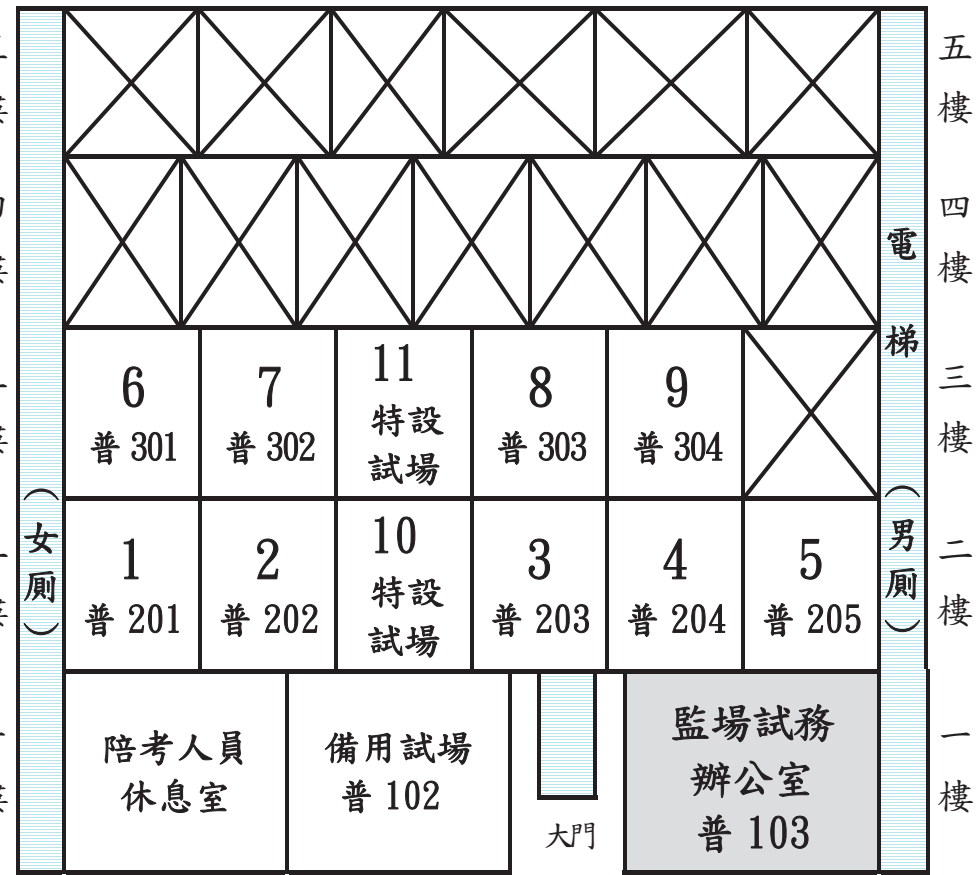 五樓
四樓
電梯
6
普 301
7
普 302
11
特設
試場
8
普 303
9
普 304
三樓
（女廁）
1
普 201
2
普 202
10
特設
試場
3
普 203
4
普 204
5
普 205
（男廁）
二樓
陪考人員
休息室
備用試場
普 102
大門
監場試務
辦公室
普 103
一樓